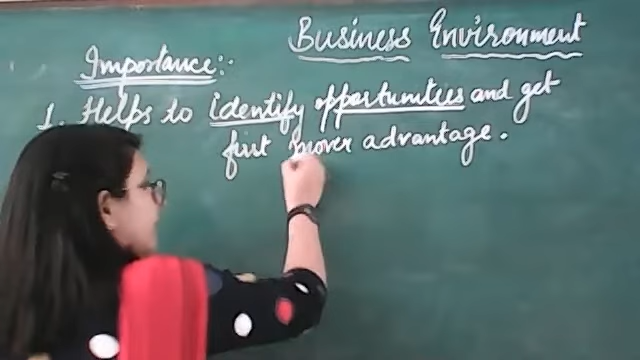 Business Environment
Importance:-
1. Helps to identify opportunities and get
first mover advantage.